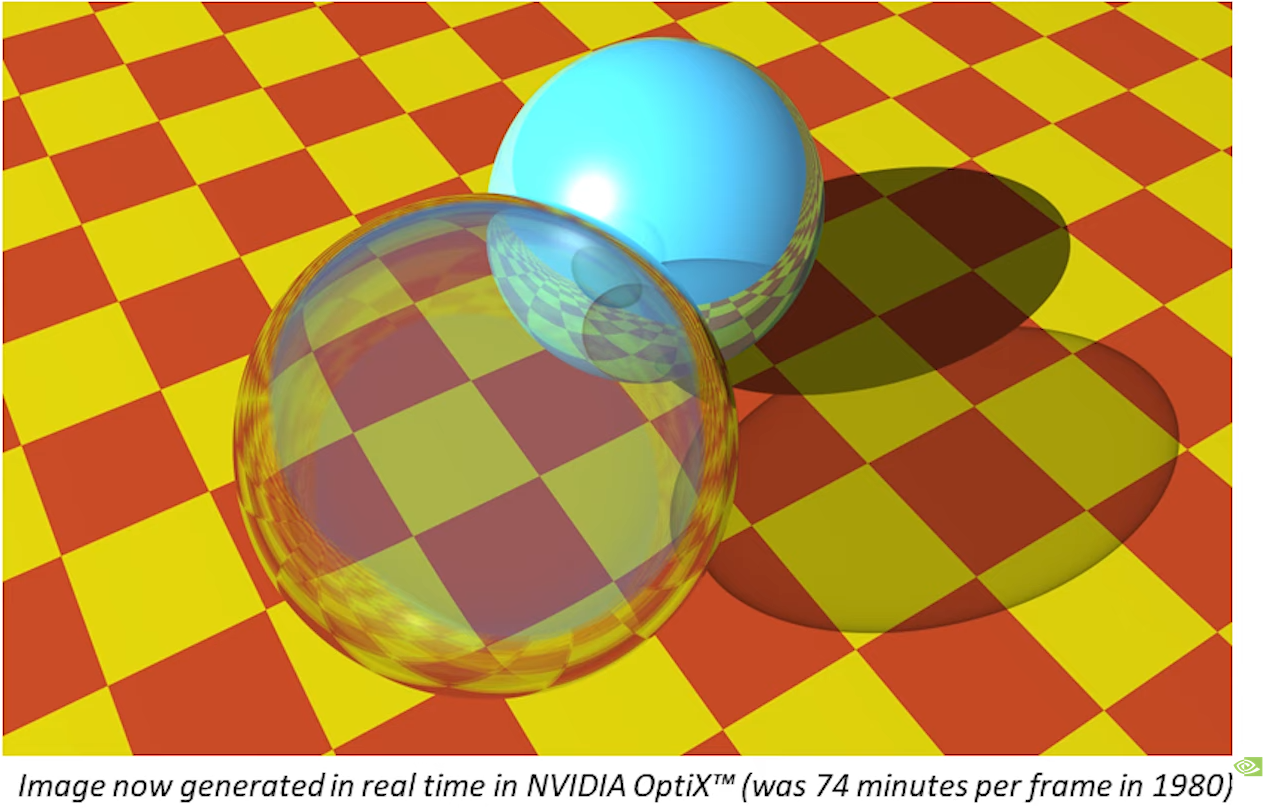 Image now generated in real time in NVIDIA OptiX™ (was 74 minutes per frame in 1980)